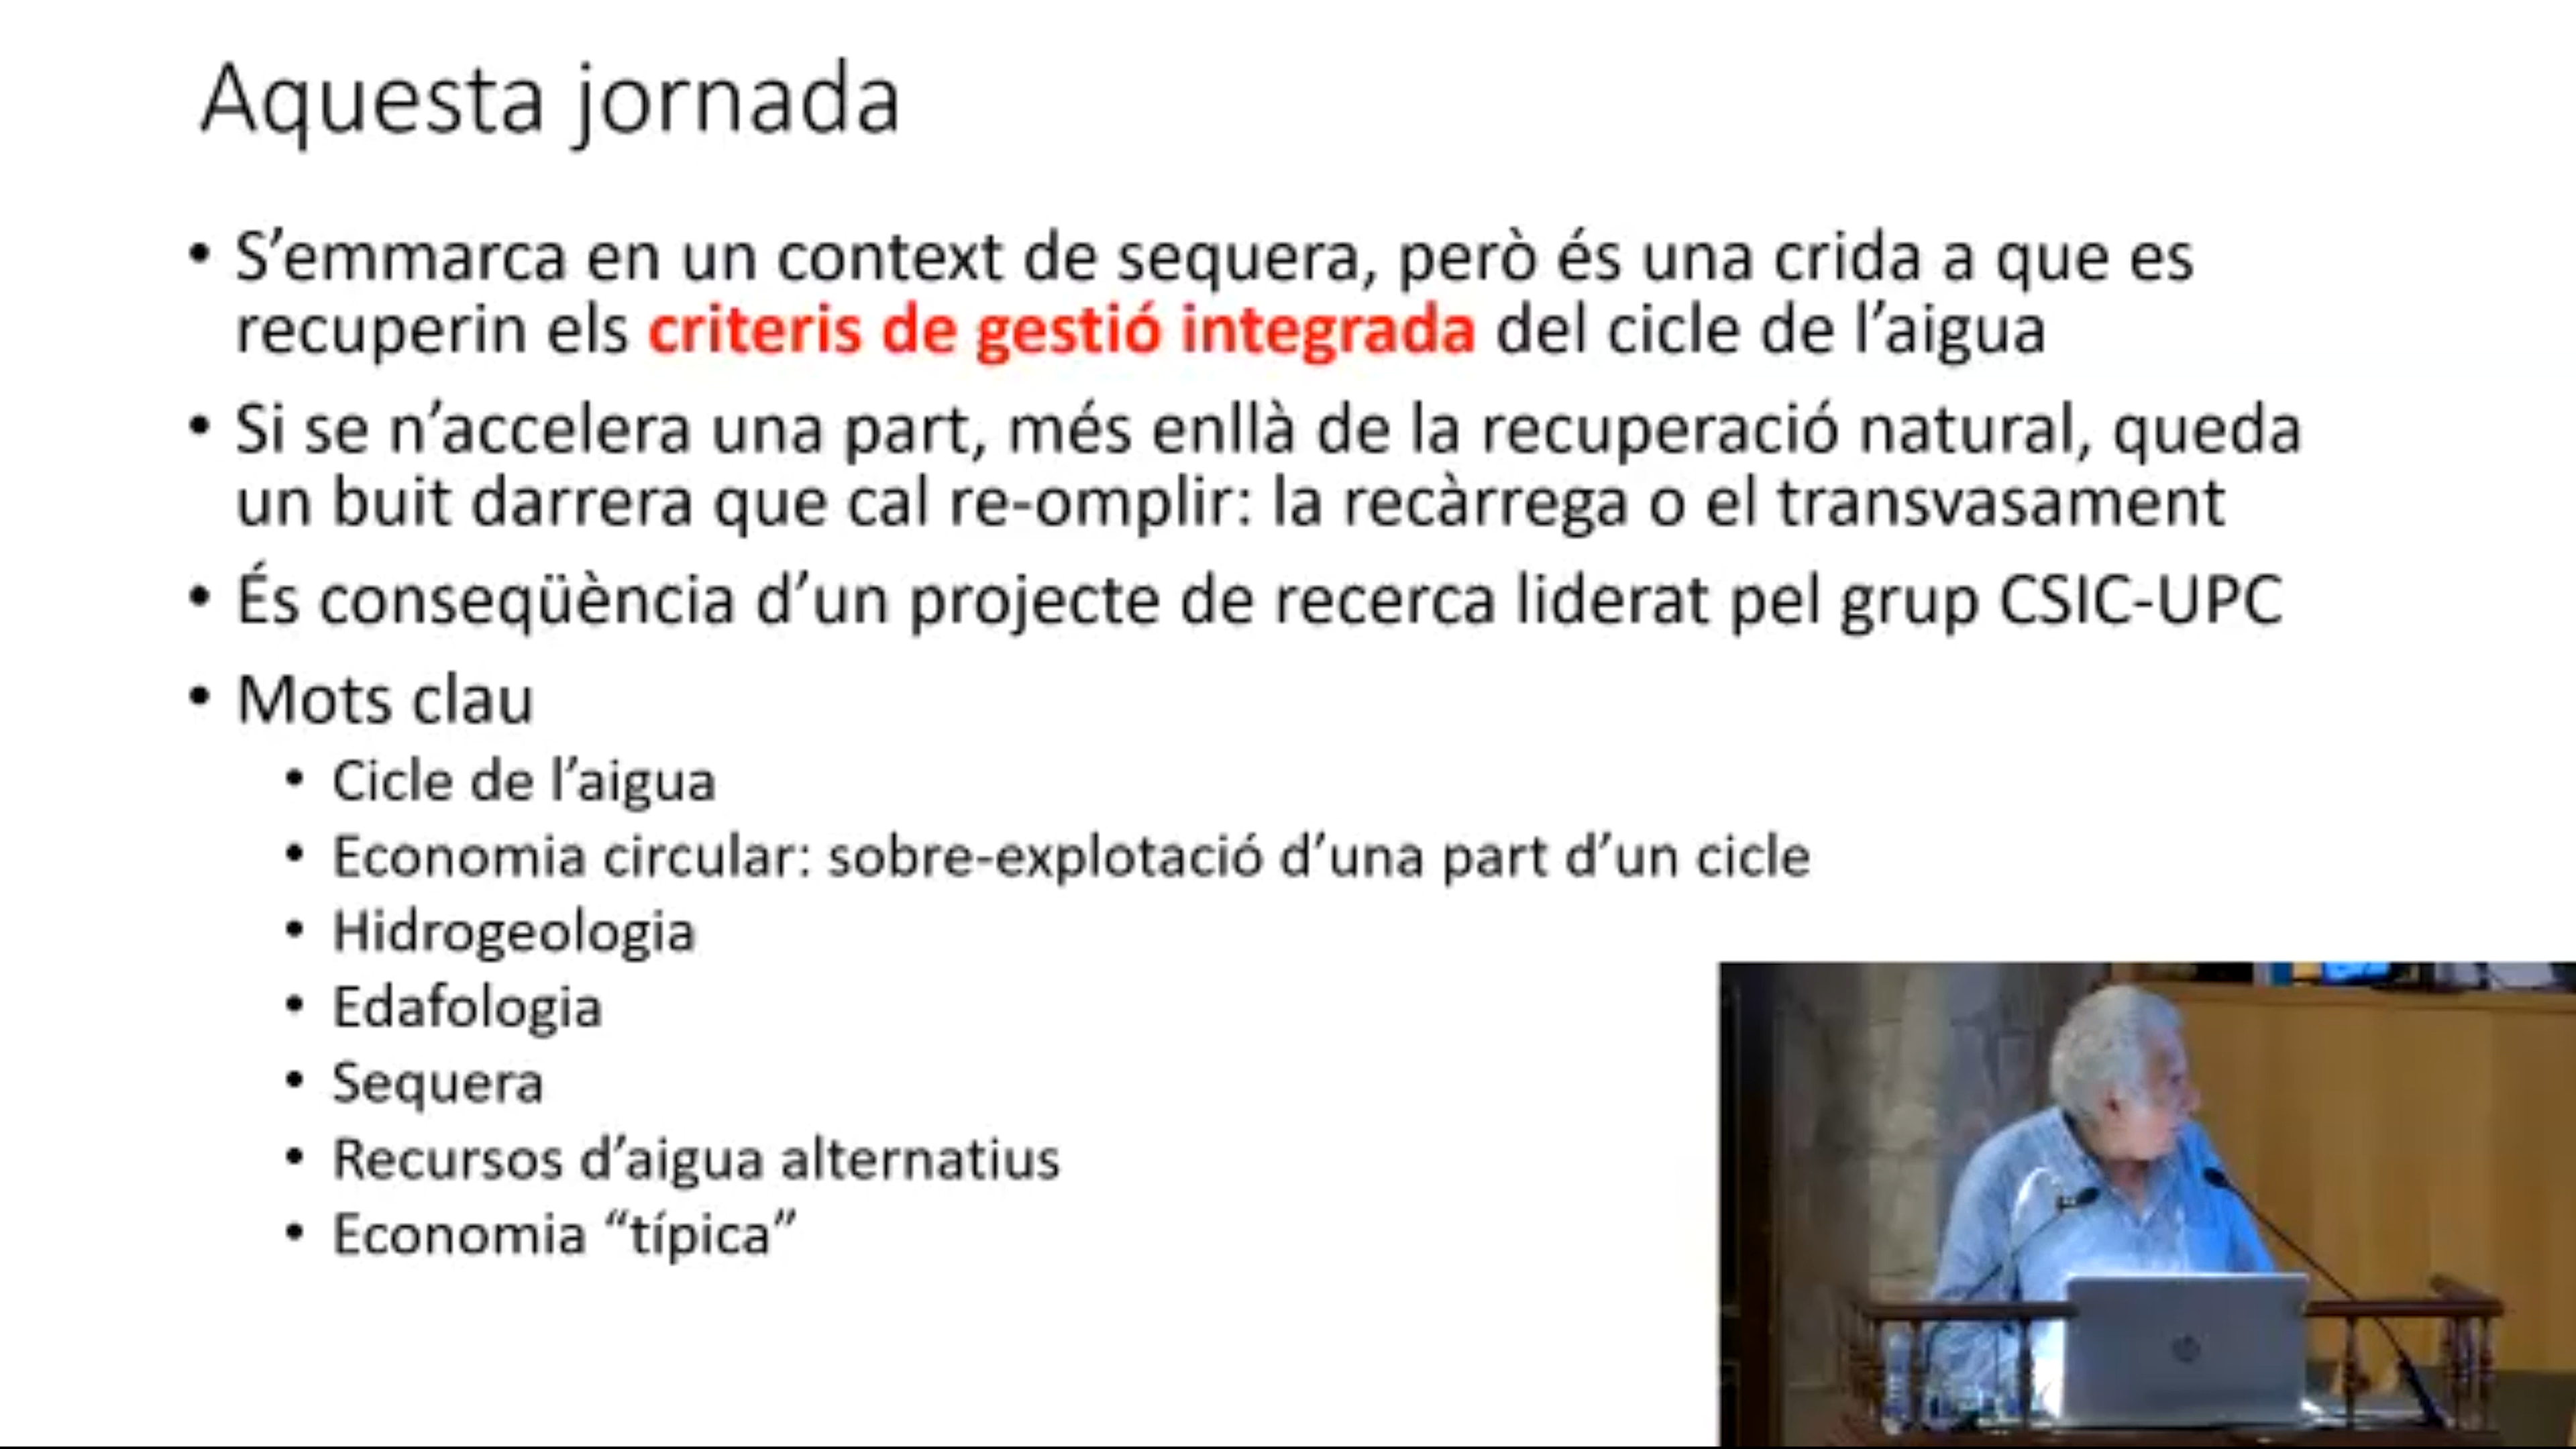 Aquesta jornada
• S’emmarca en un context de sequera, però és una crida a que es
recuperin els criteris de gestió integrada del cicle de l’aigua
• Si se n’accelera una part, més enllà de la recuperació natural, queda
un buit darrera que cal re-omplir: la recàrrega o el transvasament
• És conseqüència d’un projecte de recerca liderat pel grup CSIC-UPC
• Mots clau
• Cicle de l’aigua
• Economia circular: sobre-explotació d’una part d’un cicle
• Hidrogeologia
• Edafologia
• Sequera
• Recursos d’aigua alternatius
• Economia “típica”